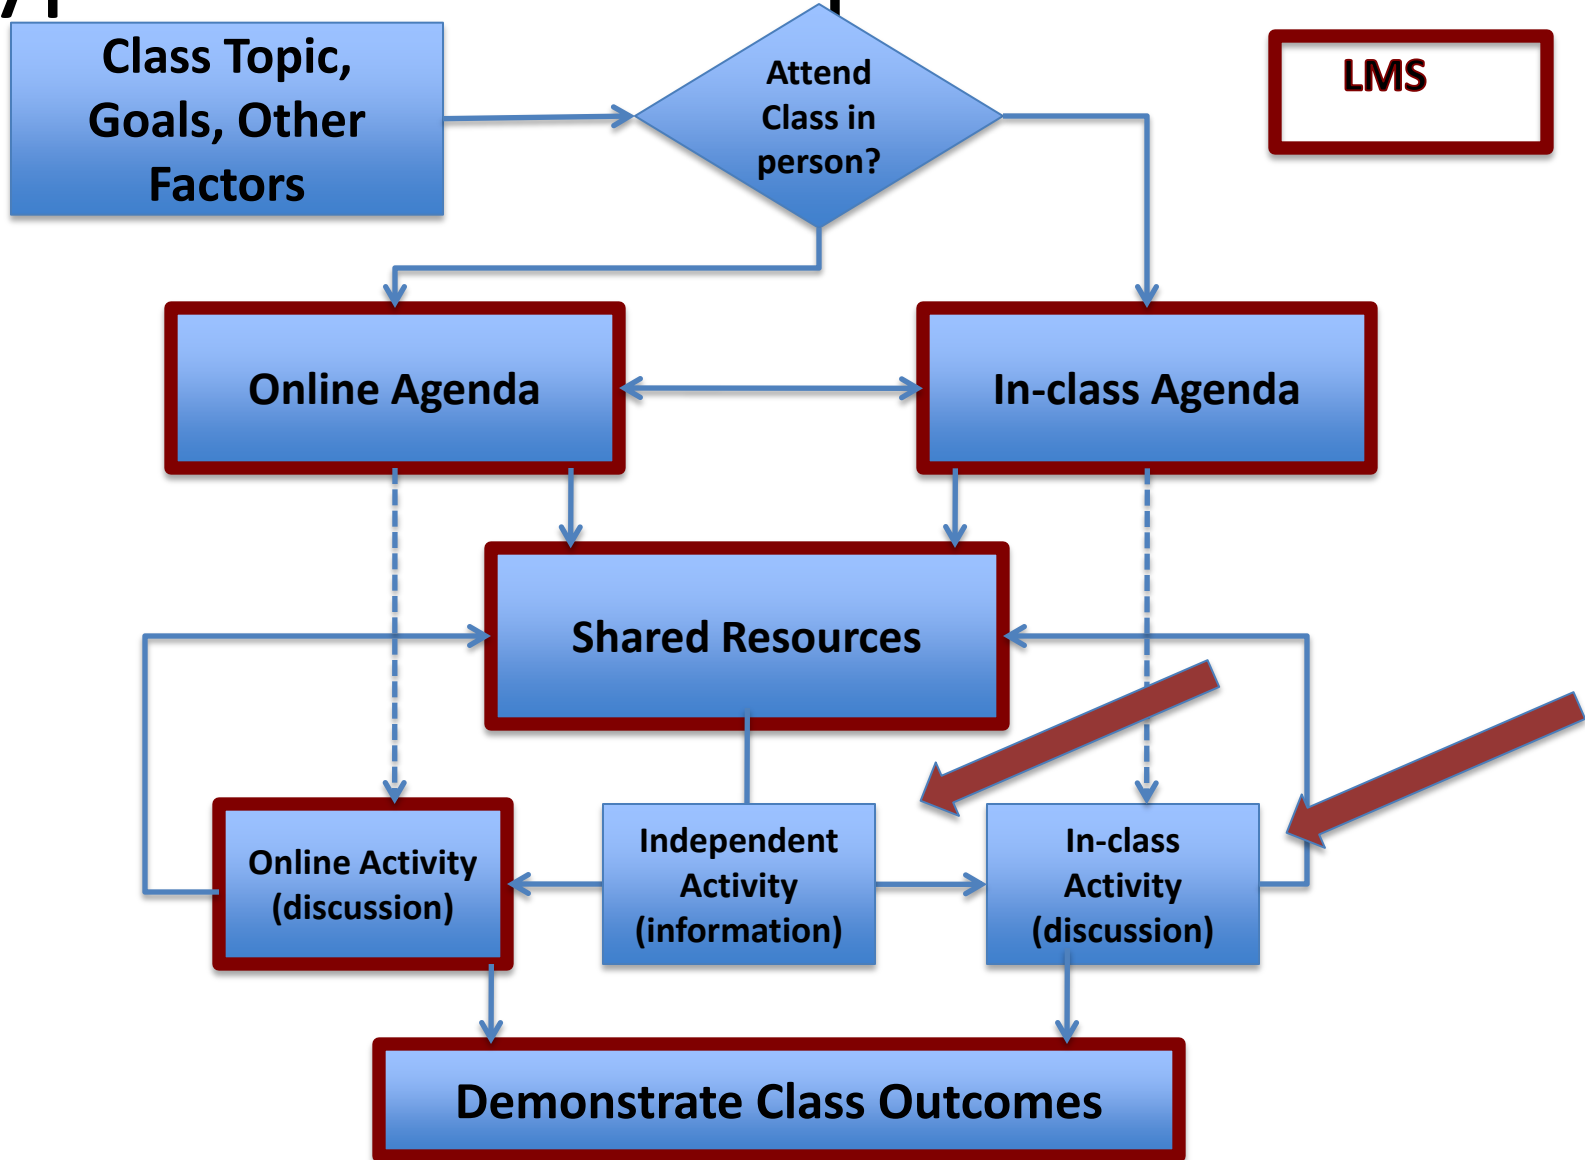 Class Topic,
Goals, Other
Factors
Attend
Class in
person?
LMS
Online Agenda
In-class Agenda
Shared Resources
Online Activity
(discussion)
Independent
Activity
(information)
In-class
Activity
(discussion)
Demonstrate Class Outcomes